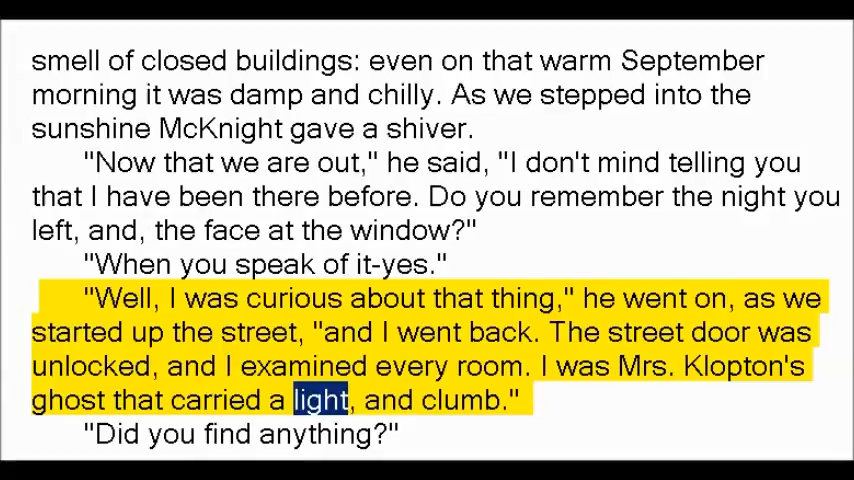 smell of closed buildings: even on that warm September
morning it was damp and chilly. As we stepped into the
sunshine McKnight gave a shiver.
"Now that we are out," he said, "I don't mind telling you
that I have been there before. Do you remember the night you
left, and, the face at the window?"
"When you speak of it-yes."
"Well, I was curious about that thing," he went on, as we
started up the street, "and I went back. The street door was
unlocked, and I examined every room. I was Mrs. Klopton's
ghost that carried a light, and clumb."
"Did you find anything?"